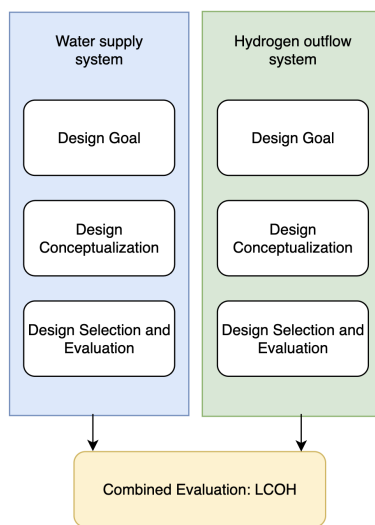 Water supply
system
Design Goal
Design
Conceptualization
Design Selection and
Evaluation
Hydrogen outflow
system
Design Goal
Design
Conceptualization
Design Selection and
Evaluation
Combined Evaluation: LCOH